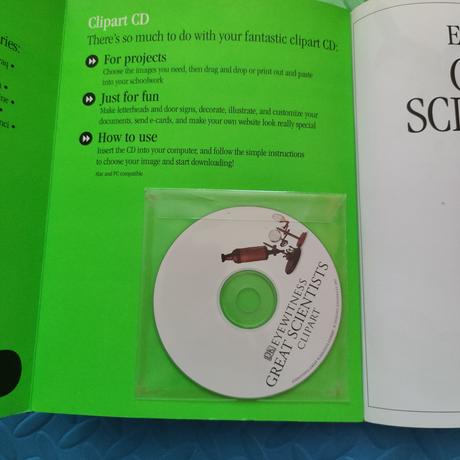 ries:
Clipart CD
There's so much to do with your fantastic clipart CD:
For projects
Choose the images you need, then drag and drop or print out and paste
into your schoolwork
Just for fun
Make letterheads and door signs, decorate, illustrate, and customize your
documents, send e-cards, and make your own website look really special
How to use
Insert the CD into your computer, and follow the simple instructions
to choose your image and start downloading!
Mac and PC compatible
DK EYEWITNESS
GREAT SCIENTISTS
CLIPART
E
SCI